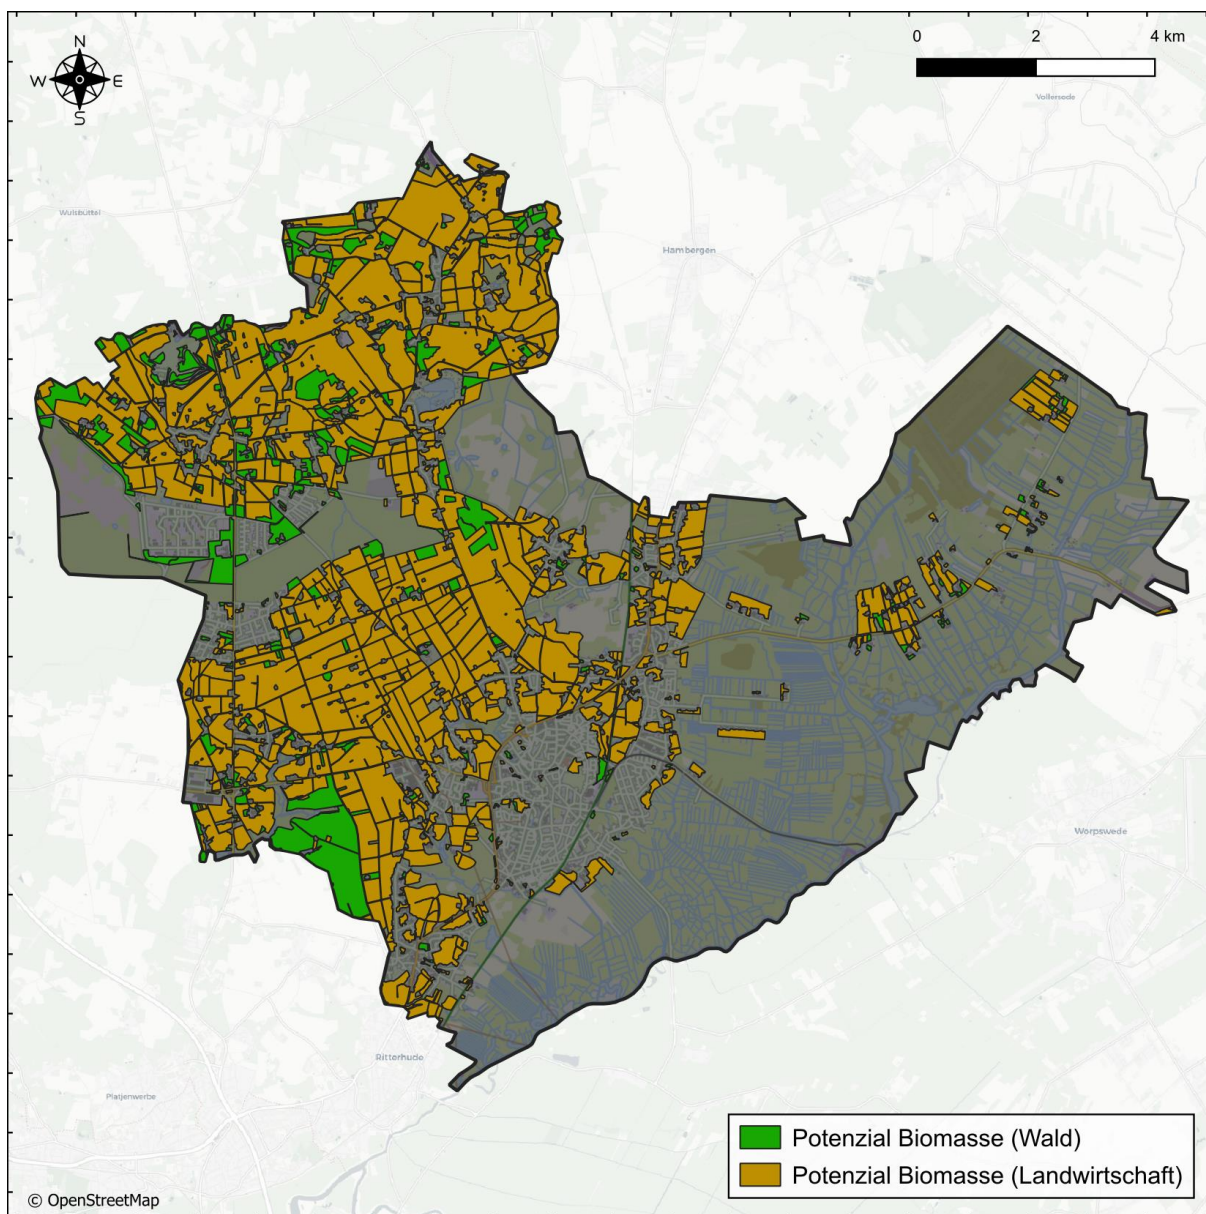 0 2 4 km
N
W E
S
Vollersode
Wulsbüttel
Hambergen
Worpswede
Ritterhude
Platjenwerbe
Potenzial Biomasse (Wald)
Potenzial Biomasse (Landwirtschaft)
© OpenStreetMap